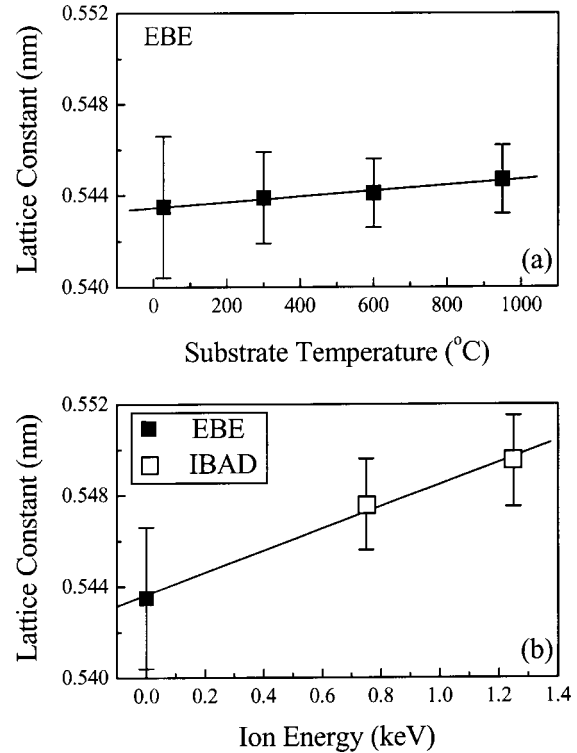 0.552
EBE
0.548
0.544
0.540
Lattice Constant (nm)
(a)
0 200 400 600 800 1000
Substrate Temperature (°C)
0.552
EBE
IBAD
0.548
0.544
0.540
Lattice Constant (nm)
(b)
0.0 0.2 0.4 0.6 0.8 1.0 1.2 1.4
Ion Energy (keV)